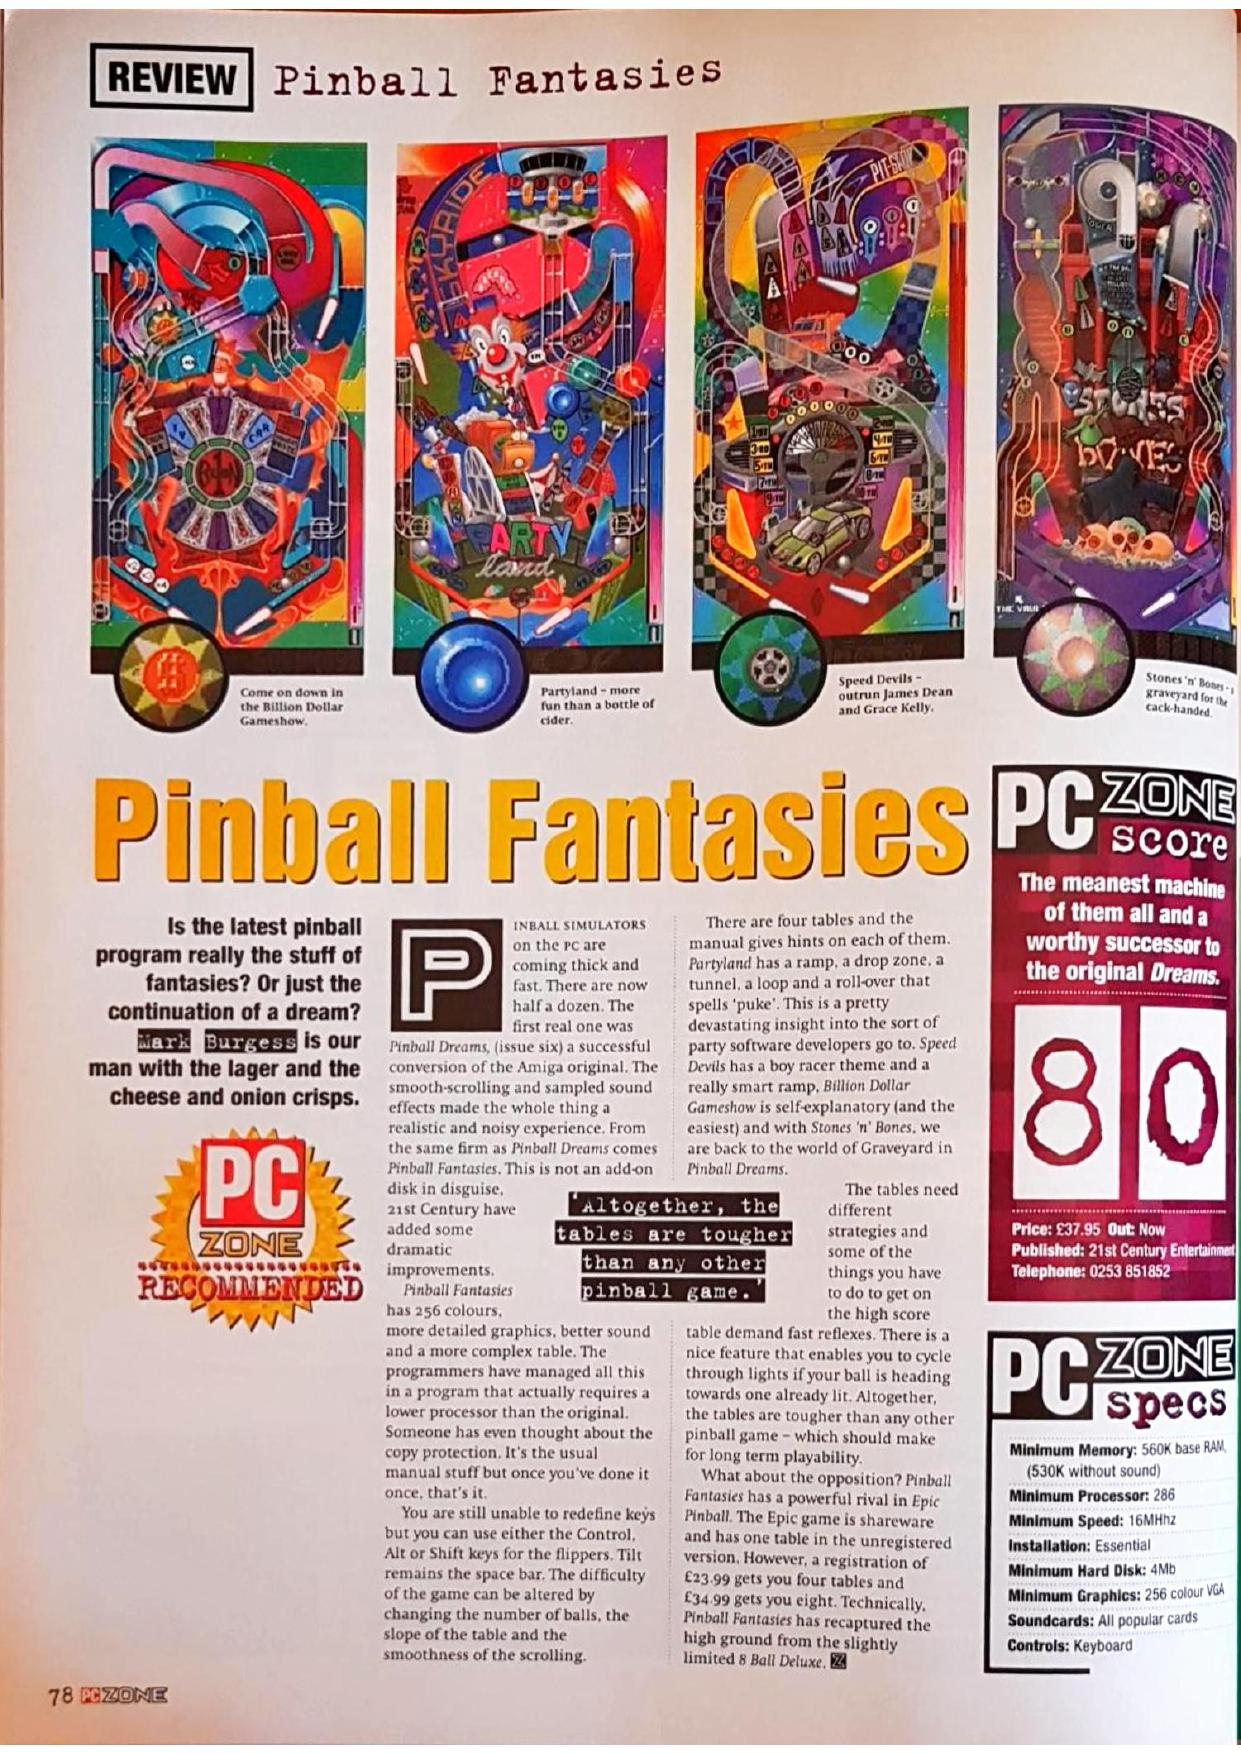 REVIEW Pinball Fantasies
SKYRIDE
PIT-STOP
PARTY
land
STONES
BONES
Come on down in
the Billion Dollar
Gameshow.
Partyland – more
fun than a bottle of
cider.
Speed Devils –
outrun James Dean
and Grace Kelly.
Stones 'n' Bones -
graveyard for the
cack-handed.
Pinball Fantasies
Is the latest pinball
program really the stuff of
fantasies? Or just the
continuation of a dream?
Mark Burgess is our
man with the lager and the
cheese and onion crisps.
PC
ZONE
RECOMMENDED
PINBALL SIMULATORS
on the PC are
coming thick and
fast. There are now
half a dozen. The
first real one was
Pinball Dreams, (issue six) a successful
conversion of the Amiga original. The
smooth-scrolling and sampled sound
effects made the whole thing a
realistic and noisy experience. From
the same firm as Pinball Dreams comes
Pinball Fantasies. This is not an add-on
disk in disguise,
21st Century have
added some
dramatic
improvements.
Pinball Fantasies
has 256 colours,
more detailed graphics, better sound
and a more complex table. The
programmers have managed all this
in a program that actually requires a
lower processor than the original.
Someone has even thought about the
copy protection. It's the usual
manual stuff but once you've done it
once, that's it.
You are still unable to redefine keys
but you can use either the Control,
Alt or Shift keys for the flippers. Tilt
remains the space bar. The difficulty
of the game can be altered by
changing the number of balls, the
slope of the table and the
smoothness of the scrolling.
'Altogether, the
tables are tougher
than any other
pinball game.'
There are four tables and the
manual gives hints on each of them.
Partyland has a ramp, a drop zone, a
tunnel, a loop and a roll-over that
spells 'puke'. This is a pretty
devastating insight into the sort of
party software developers go to. Speed
Devils has a boy racer theme and a
really smart ramp, Billion Dollar
Gameshow is self-explanatory (and the
easiest) and with Stones 'n' Bones, we
are back to the world of Graveyard in
Pinball Dreams.
The tables need
different
strategies and
some of the
things you have
to do to get on
the high score
table demand fast reflexes. There is a
nice feature that enables you to cycle
through lights if your ball is heading
towards one already lit. Altogether,
the tables are tougher than any other
pinball game – which should make
for long term playability.
What about the opposition? Pinball
Fantasies has a powerful rival in Epic
Pinball. The Epic game is shareware
and has one table in the unregistered
version. However, a registration of
£23.99 gets you four tables and
£34.99 gets you eight. Technically,
Pinball Fantasies has recaptured the
high ground from the slightly
limited 8 Ball Deluxe. Z
PC ZONE
score
The meanest machine
of them all and a
worthy successor to
the original Dreams.
80
Price: £37.95 Out: Now
Published: 21st Century Entertainment
Telephone: 0253 851852
PC ZONE
specs
Minimum Memory: 560K base RAM,
(530K without sound)
Minimum Processor: 286
Minimum Speed: 16MHhz
Installation: Essential
Minimum Hard Disk: 4Mb
Minimum Graphics: 256 colour VGA
Soundcards: All popular cards
Controls: Keyboard
78 PC ZONE